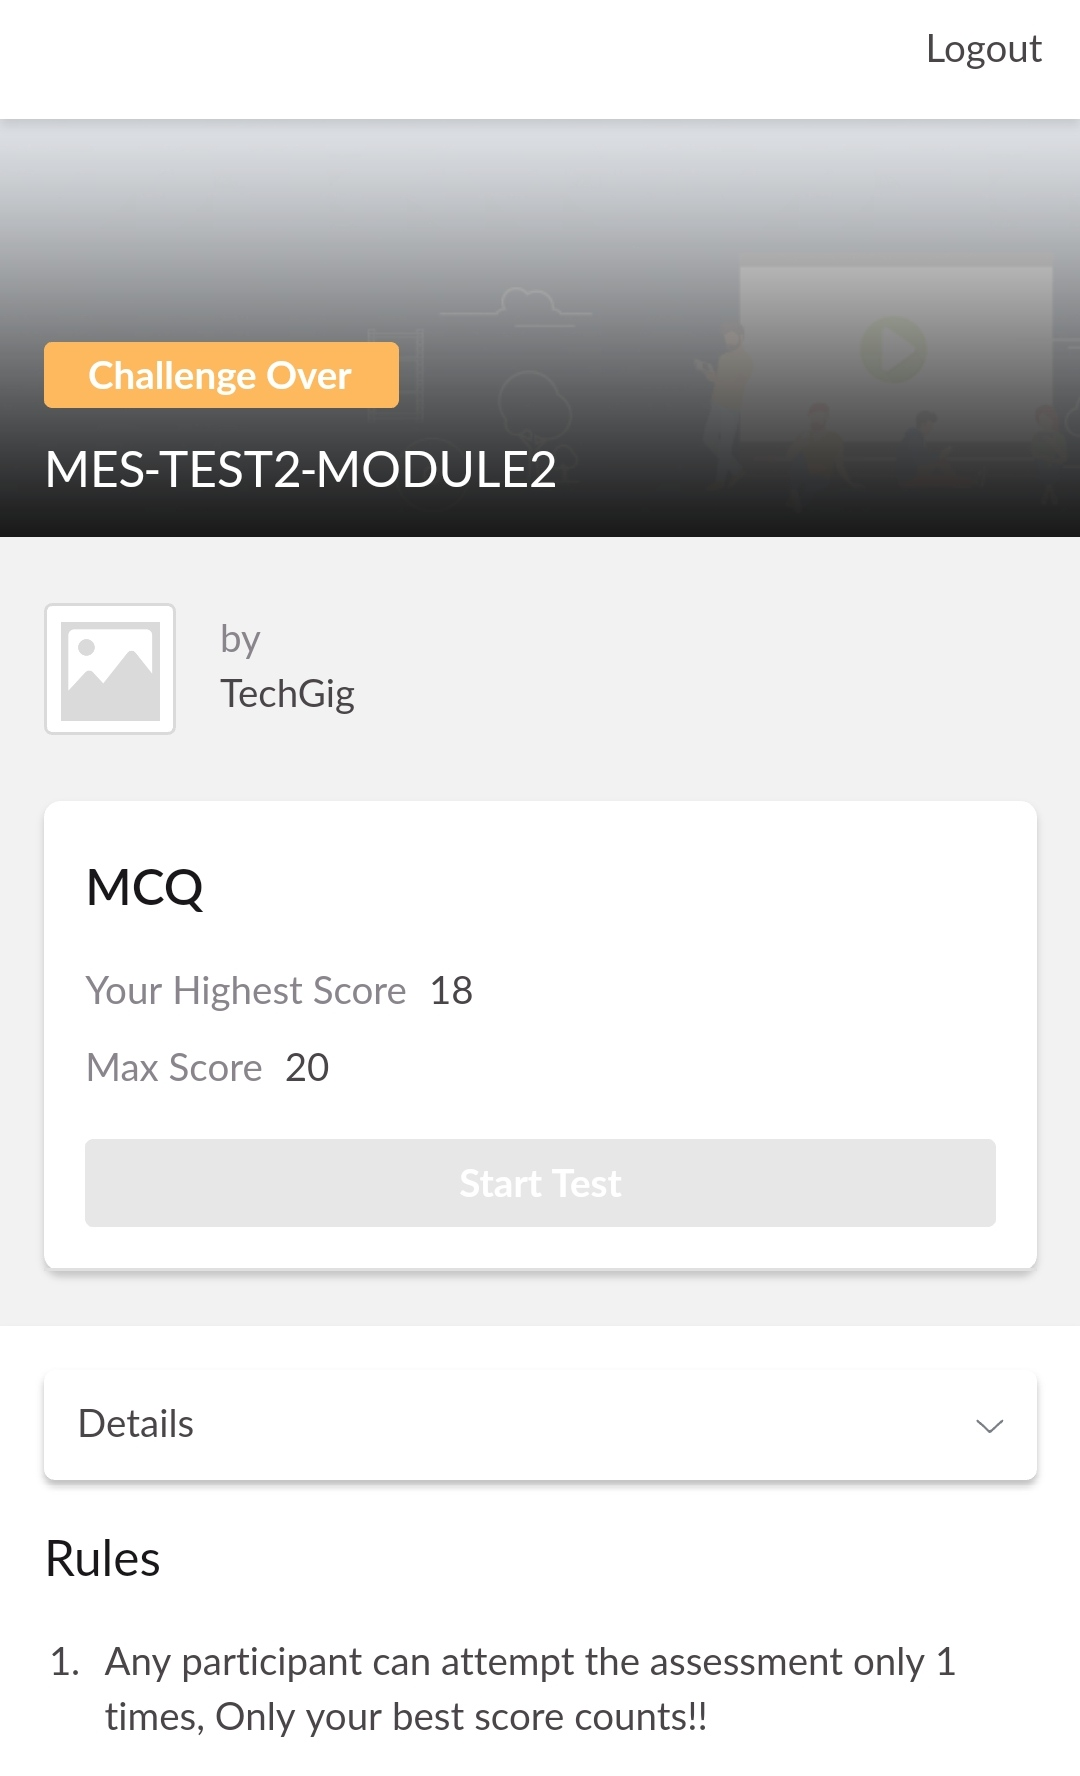 Logout
Challenge Over
MES-TEST2-MODULE2
by
TechGig
MCQ
Your Highest Score 18
Max Score 20
Start Test
Details
Rules
1. Any participant can attempt the assessment only 1
times, Only your best score counts!!